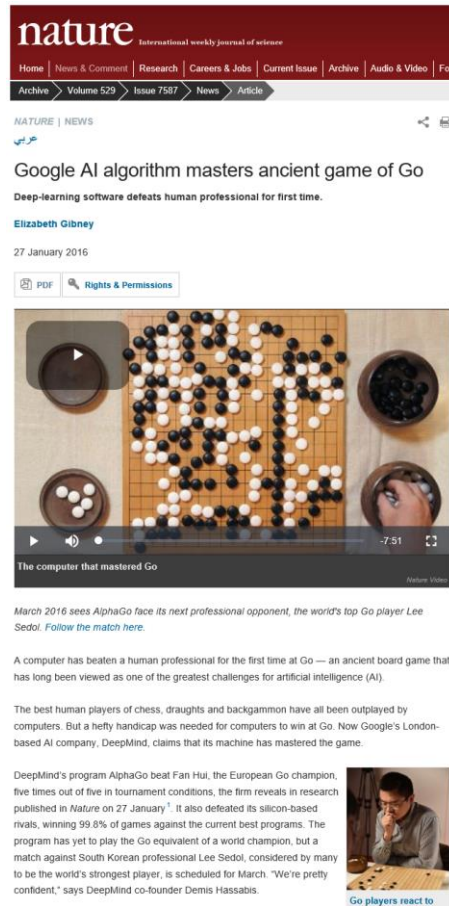 nature International weekly journal of science
Home | News & Comment | Research | Careers & Jobs | Current Issue | Archive | Audio & Video | Fo
Archive Volume 529 Issue 7587 News Article
NATURE | NEWS
عربي
Google AI algorithm masters ancient game of Go
Deep-learning software defeats human professional for first time.
Elizabeth Gibney
27 January 2016
PDF Rights & Permissions
-7:51
The computer that mastered Go
Nature Video
March 2016 sees AlphaGo face its next professional opponent, the world's top Go player Lee
Sedol. Follow the match here.
A computer has beaten a human professional for the first time at Go — an ancient board game that
has long been viewed as one of the greatest challenges for artificial intelligence (AI).
The best human players of chess, draughts and backgammon have all been outplayed by
computers. But a hefty handicap was needed for computers to win at Go. Now Google's London-
based AI company, DeepMind, claims that its machine has mastered the game.
DeepMind's program AlphaGo beat Fan Hui, the European Go champion,
five times out of five in tournament conditions, the firm reveals in research
published in Nature on 27 January1. It also defeated its silicon-based
rivals, winning 99.8% of games against the current best programs. The
program has yet to play the Go equivalent of a world champion, but a
match against South Korean professional Lee Sedol, considered by many
to be the world's strongest player, is scheduled for March. "We're pretty
confident," says DeepMind co-founder Demis Hassabis.
Go players react to